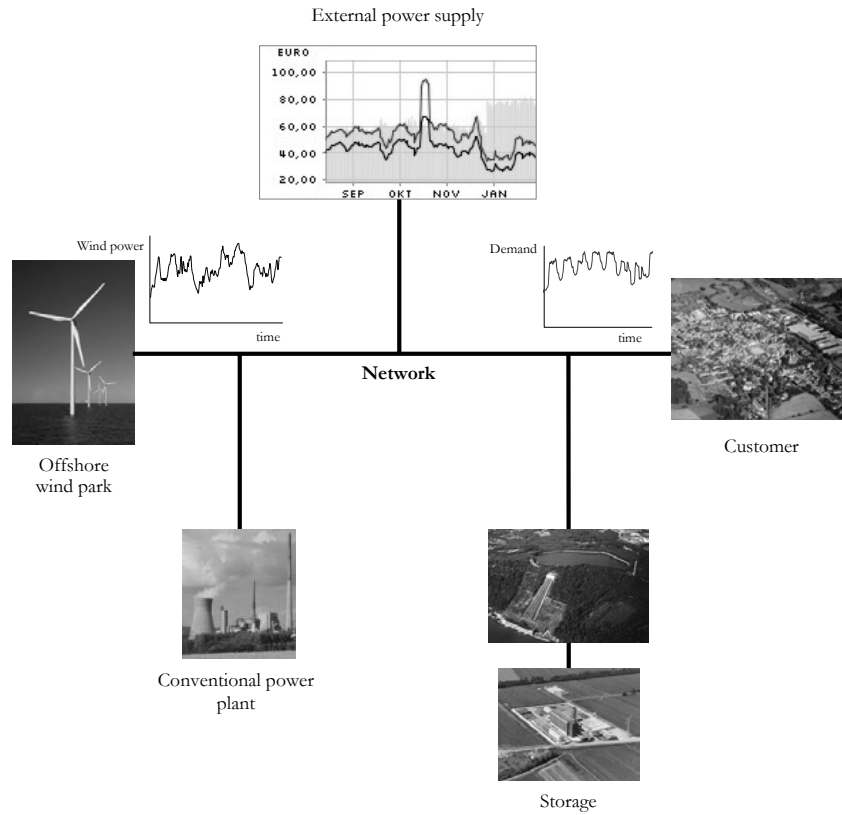 External power supply
EURO
100,00
80,00
60,00
40,00
20,00
SEP OKT NOV JAN
Wind power
time
Demand
time
Network
Offshore
wind park
Customer
Conventional power
plant
Storage